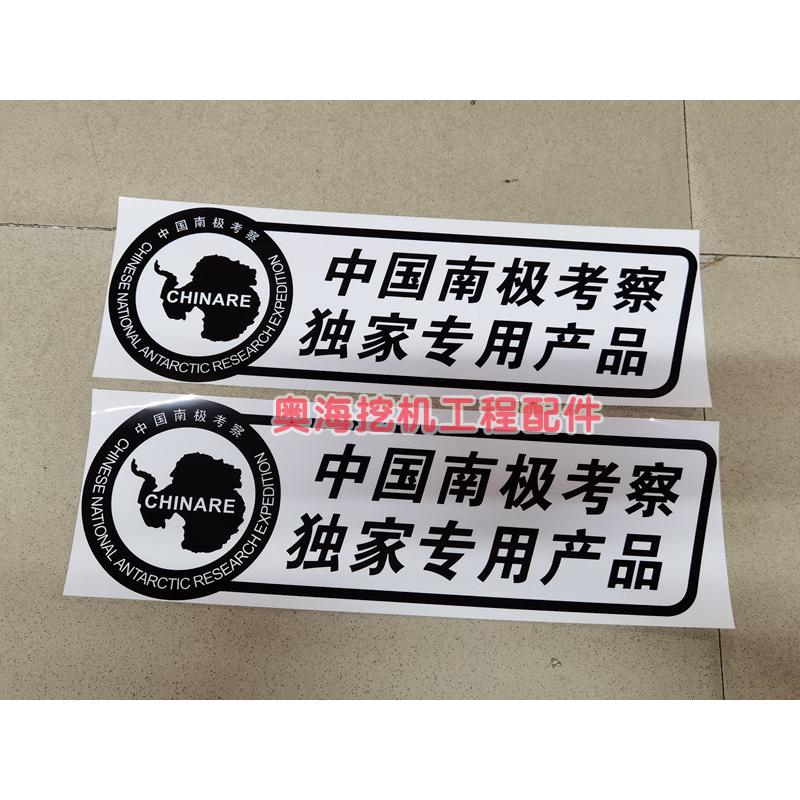 中国南极考察
CHINARE
CHINESE NATIONAL ANTARCTIC RESEARCH EXPEDITION
中国南极考察
独家专用产品
奥海挖机工程配件
中国南极考察
CHINARE
CHINESE NATIONAL ANTARCTIC RESEARCH EXPEDITION
中国南极考察
独家专用产品